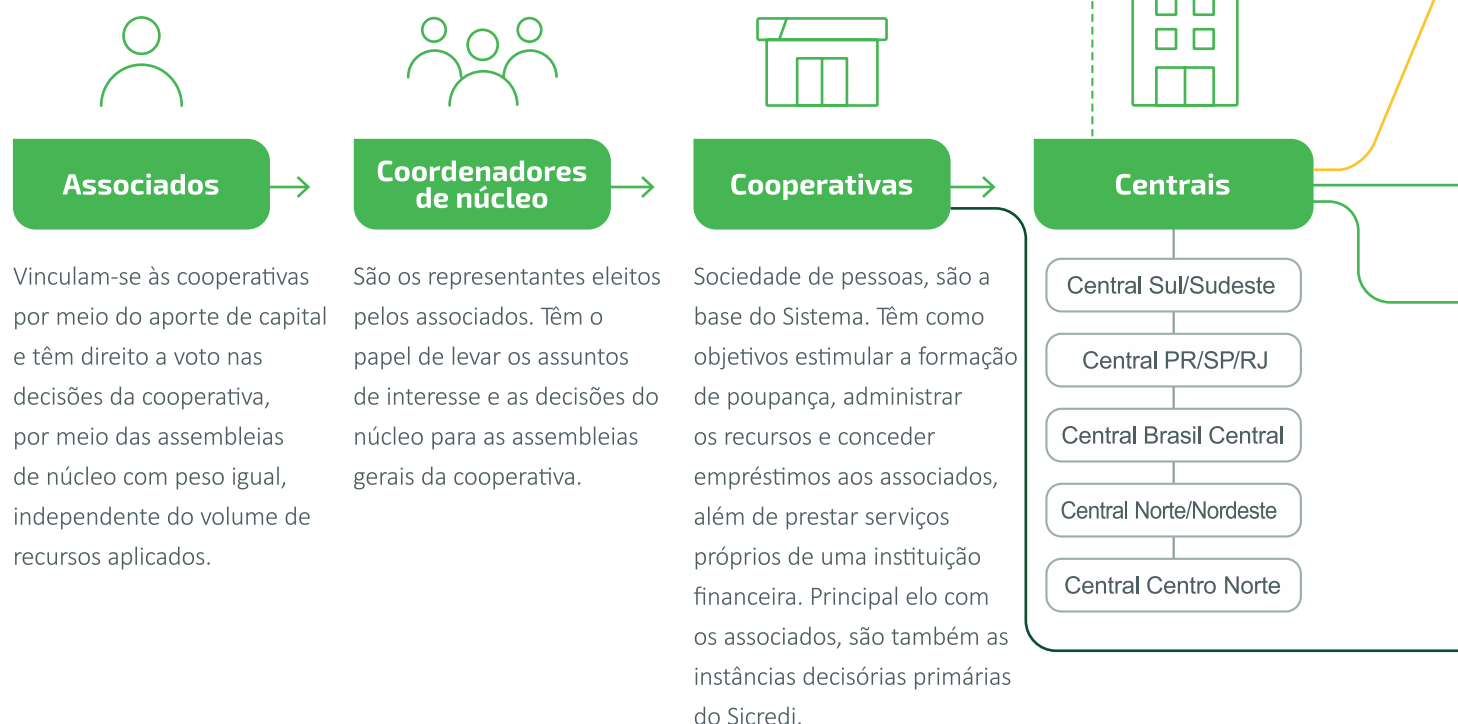 Associados
Vinculam-se às cooperativas
por meio do aporte de capital
e têm direito a voto nas
decisões da cooperativa,
por meio das assembleias
de núcleo com peso igual,
independente do volume de
recursos aplicados.
Coordenadores
de núcleo
São os representantes eleitos
pelos associados. Têm o
papel de levar os assuntos
de interesse e as decisões do
núcleo para as assembleias
gerais da cooperativa.
Cooperativas
Sociedade de pessoas, são a
base do Sistema. Têm como
objetivos estimular a formação
de poupança, administrar
os recursos e conceder
empréstimos aos associados,
além de prestar serviços
próprios de uma instituição
financeira. Principal elo com
os associados, são também as
instâncias decisórias primárias
do Sicredi.
Centrais
Central Sul/Sudeste
Central PR/SP/RJ
Central Brasil Central
Central Norte/Nordeste
Central Centro Norte